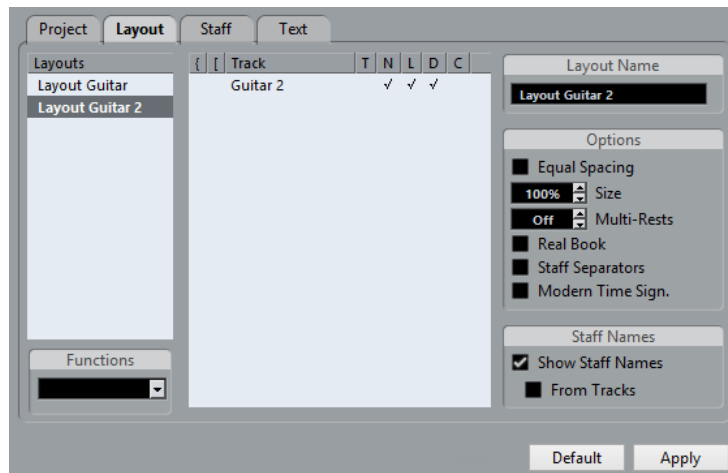 Project Layout Staff Text
Layouts
Layout Guitar
Layout Guitar 2
{ [ Track T N L D C
Guitar 2 √ √ √
Layout Name
Layout Guitar 2
Options
Equal Spacing
100% Size
Off Multi-Rests
Real Book
Staff Separators
Modern Time Sign.
Staff Names
Show Staff Names
From Tracks
Functions
Default Apply